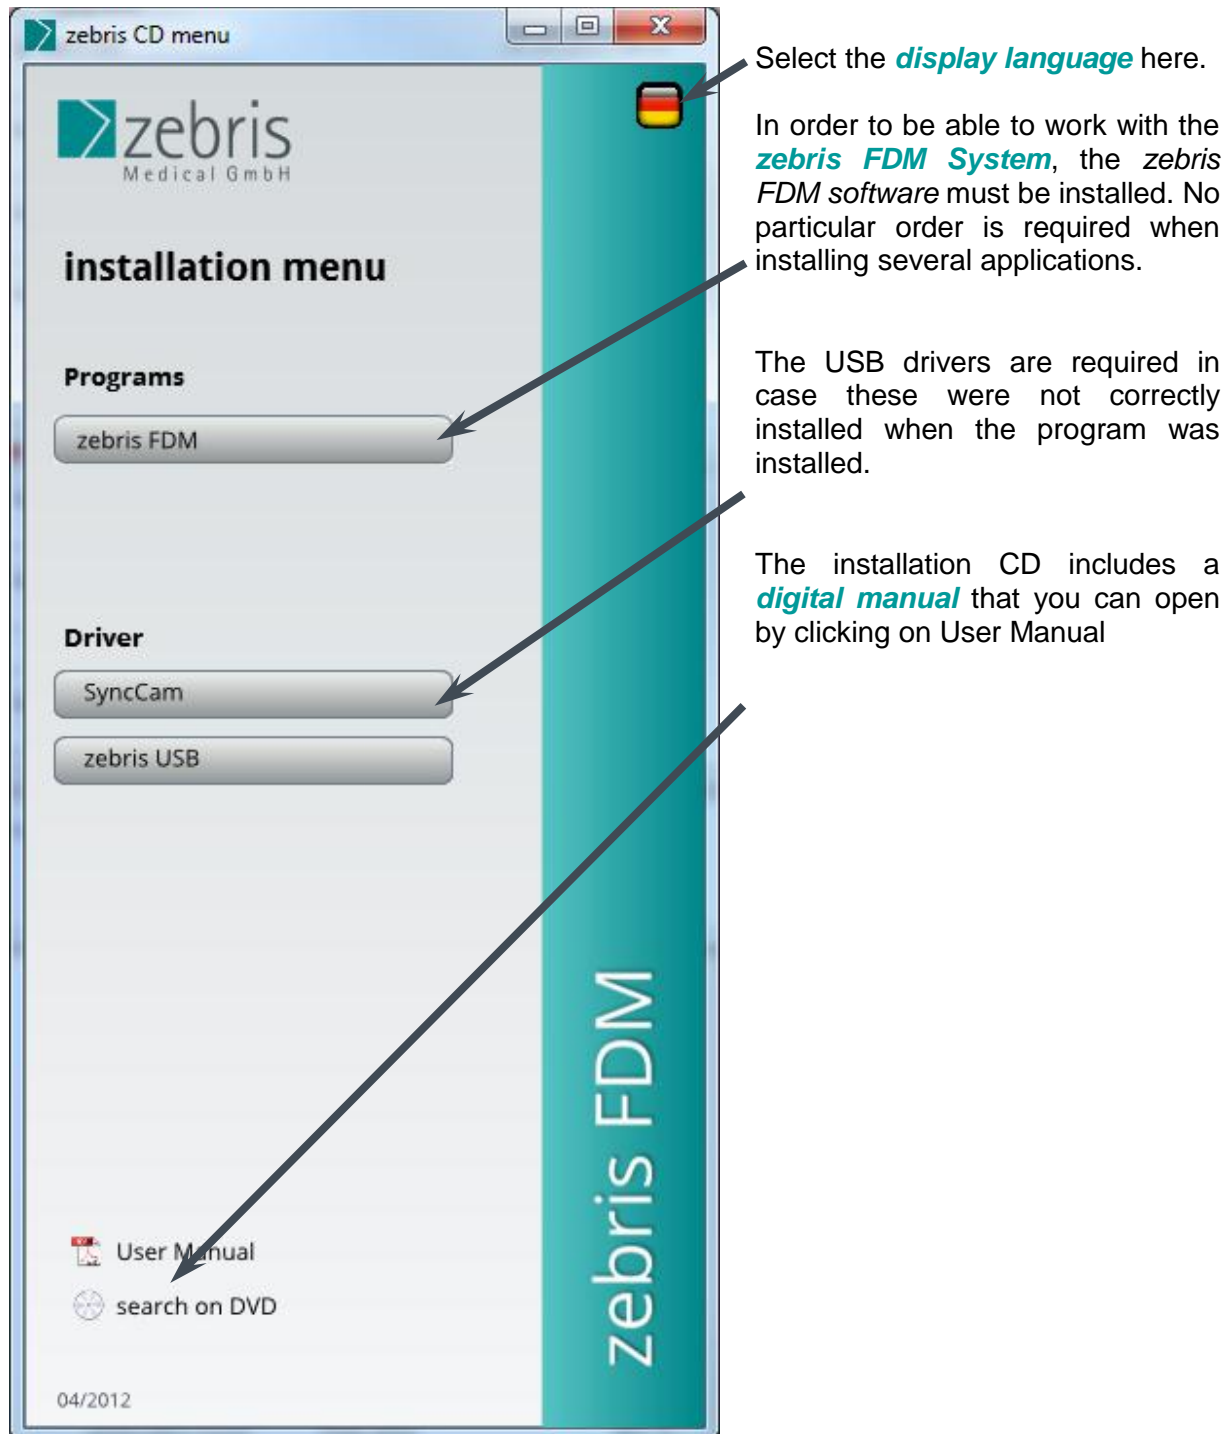 zebris CD menu
zebris
Medical GmbH
installation menu
Programs
zebris FDM
Driver
SyncCam
zebris USB
User Manual
search on DVD
04/2012
zebris FDM
Select the display language here.
In order to be able to work with the
zebris FDM System, the zebris
FDM software must be installed. No
particular order is required when
installing several applications.
The USB drivers are required in
case these were not correctly
installed when the program was
installed.
The installation CD includes a
digital manual that you can open
by clicking on User Manual